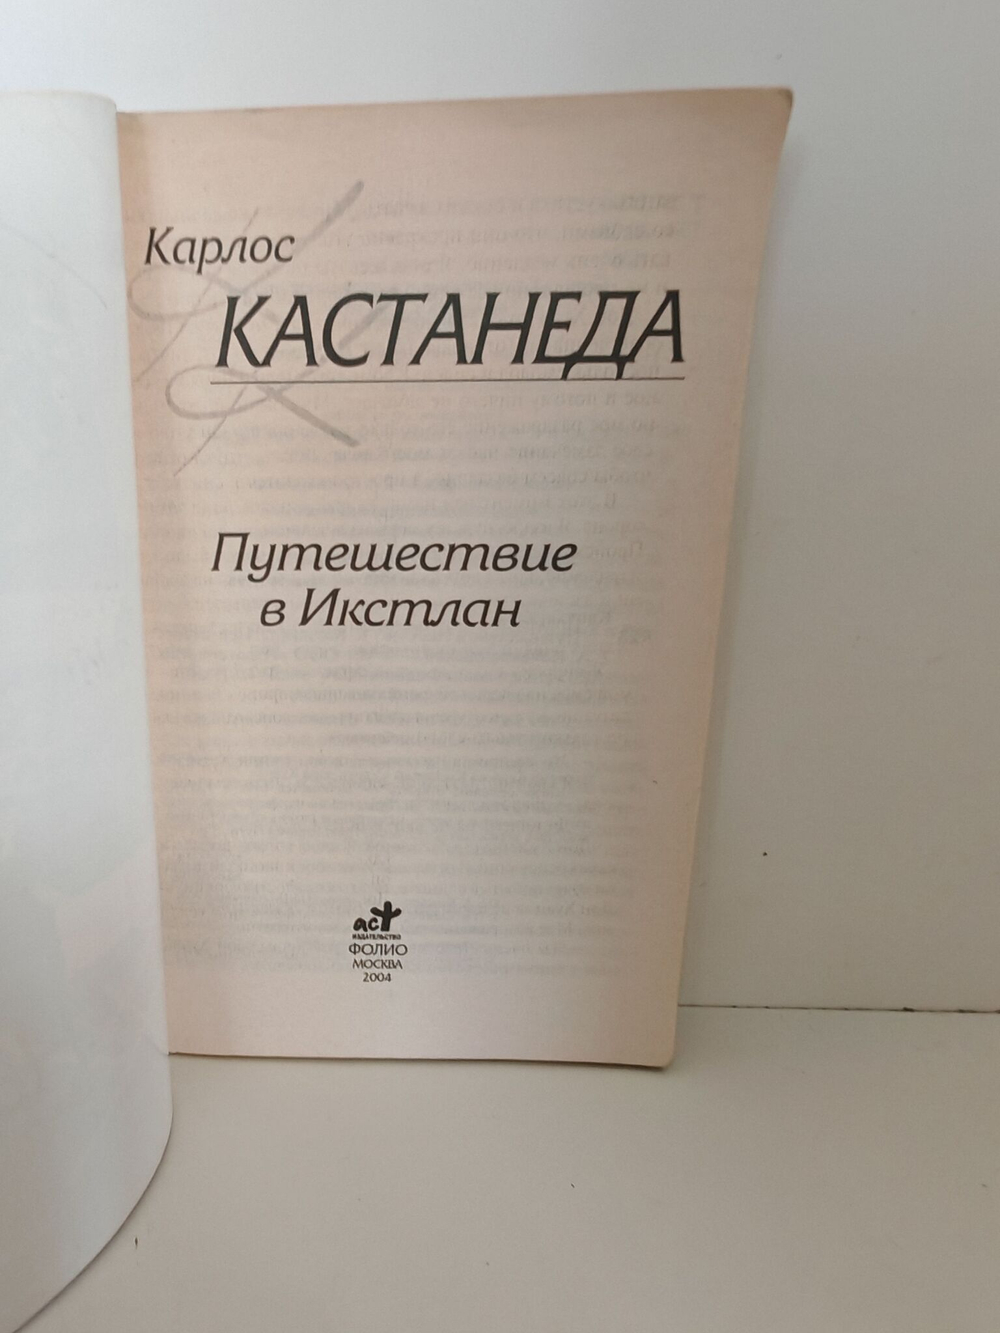 Карлос
КАСТАНЕДА
Путешествие
в Икстлан
аст
ИЗДАТЕЛЬСТВО
ФОЛИО
МОСКВА
2004